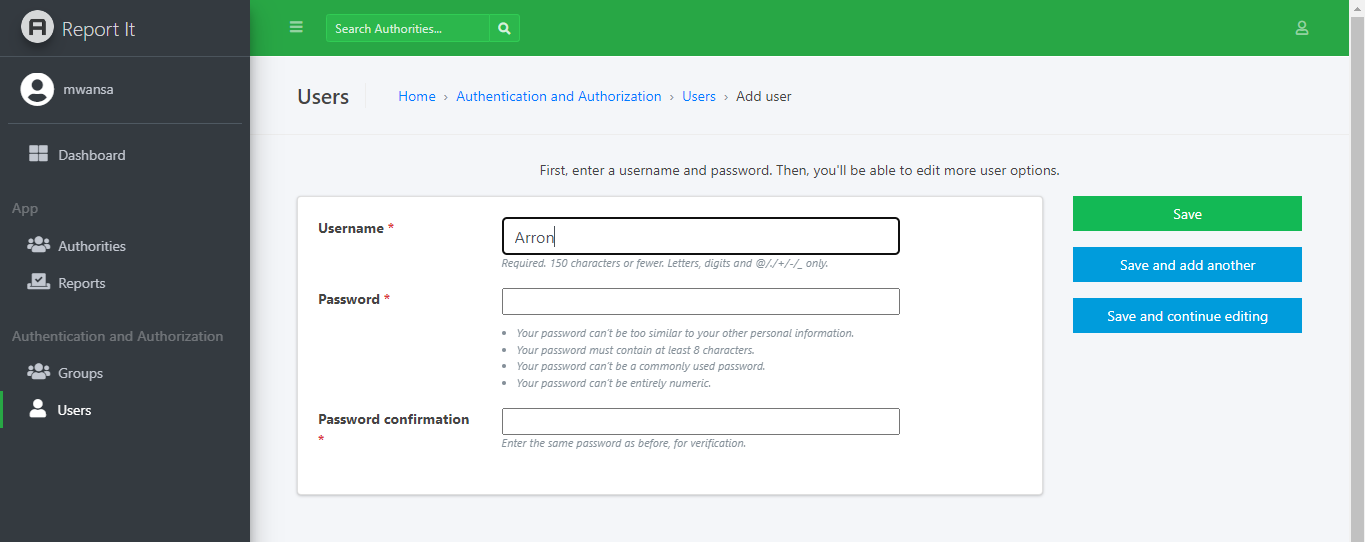 Report It
mwansa
Dashboard
App
Authorities
Reports
Authentication and Authorization
Groups
Users
Search Authorities...
Users
Home › Authentication and Authorization › Users › Add user
First, enter a username and password. Then, you'll be able to edit more user options.
Username *
Arron
Required. 150 characters or fewer. Letters, digits and @/./+/-/_ only.
Password *
• Your password can't be too similar to your other personal information.
• Your password must contain at least 8 characters.
• Your password can't be a commonly used password.
• Your password can't be entirely numeric.
Password confirmation
*
Enter the same password as before, for verification.
Save
Save and add another
Save and continue editing